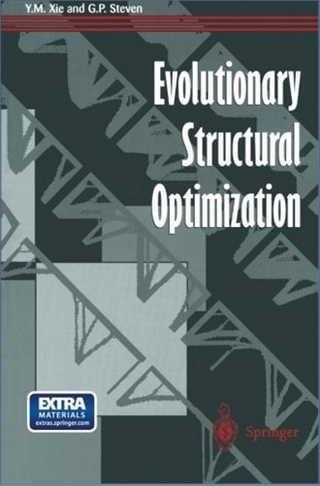 Y.M. Xie and G.P. Steven
Evolutionary
Structural
Optimization
EXTRA
MATERIALS
extras.springer.com
Springer